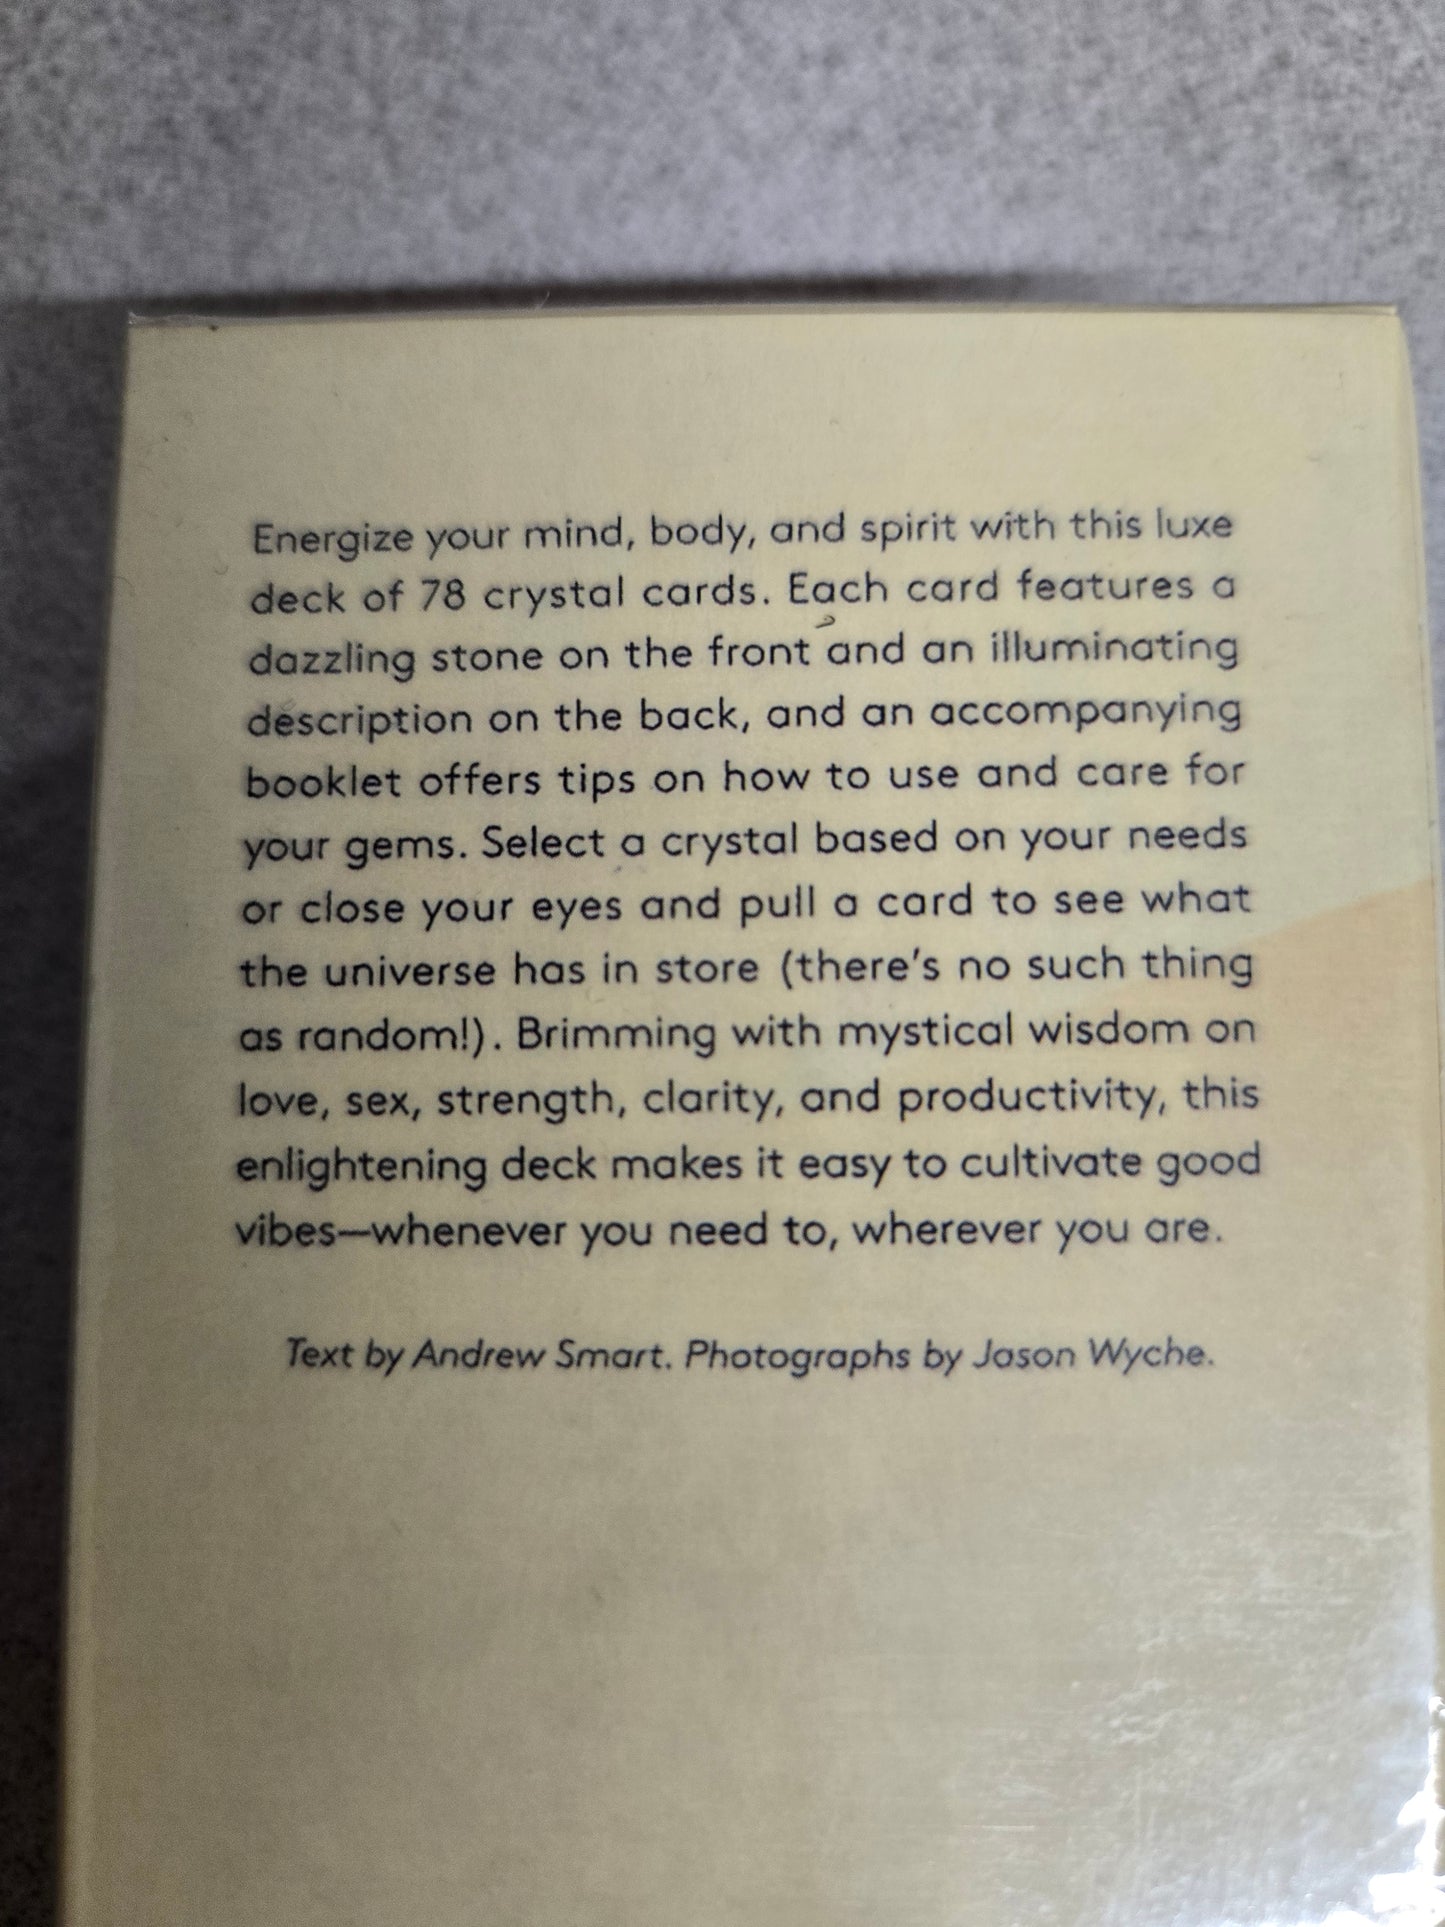 Energize your mind, body, and spirit with this luxe
deck of 78 crystal cards. Each card features a
dazzling stone on the front and an illuminating
description on the back, and an accompanying
booklet offers tips on how to use and care for
your gems. Select a crystal based on your needs
or close your eyes and pull a card to see what
the universe has in store (there's no such thing
as random!). Brimming with mystical wisdom on
love, sex, strength, clarity, and productivity, this
enlightening deck makes it easy to cultivate good
vibes—whenever you need to, wherever you are.
Text by Andrew Smart. Photographs by Jason Wyche.